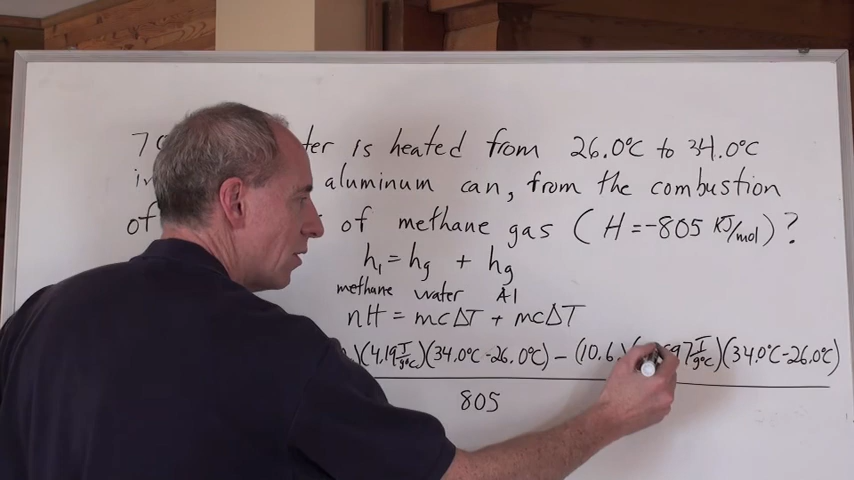 7 ter is heated from 26.0°C to 34.0°C
in aluminum can, from the combustion
of of methane gas ( H = -805 KJ/mol ) ?
h₁ = hg + hg
methane water Al
nH = mcΔT + mcΔT
)(4.19 J/g°C)(34.0°C-26.0°C) - (10.6 )( 97 J/g°C)(34.0°C-26.0°C)
805